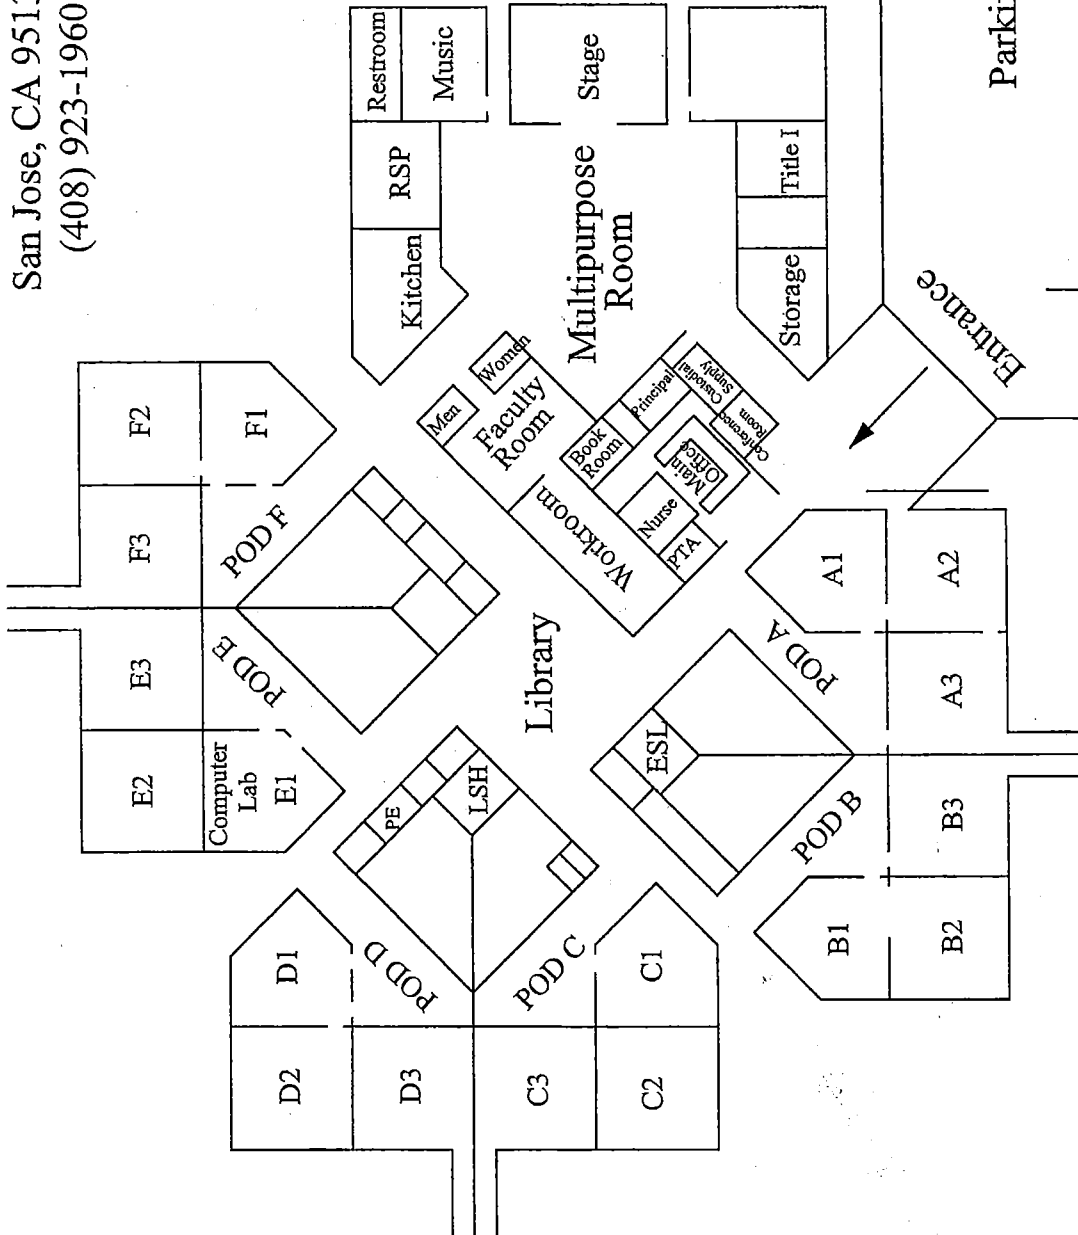 San Jose, CA 951
(408) 923-1960
E2
E3
F3
F2
Computer
Lab
E1
F1
POD E
POD F
D2
D1
D3
POD D
PE
LSH
C3
POD C
C2
C1
Library
ESL
Men
Women
Faculty
Room
Workroom
Book
Room
Principal
Nurse
PTA
Main
Office
Custodial
Supply
Conference
Room
Kitchen
RSP
Restroom
Music
Multipurpose
Room
Stage
Storage
Title I
POD B
POD A
B1
B2
B3
A3
A1
A2
Entrance
Parki